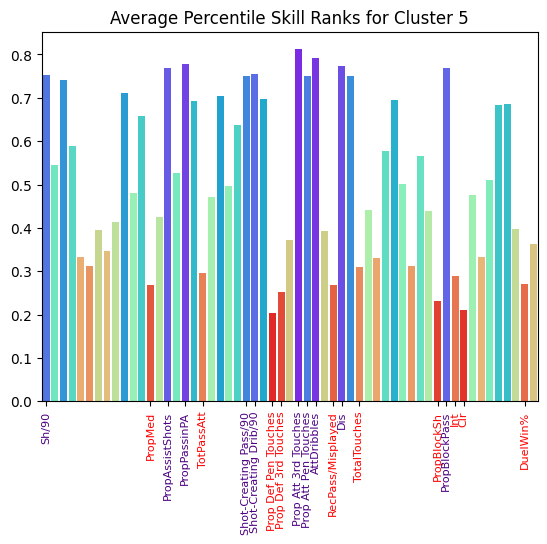 Average Percentile Skill Ranks for Cluster 5
0.8
0.7
0.6
0.5
0.4
0.3
0.2
0.1
0.0
Sh/90
PropMed
PropAssistShots
PropPassinPA
TotPassAtt
Shot-Creating Pass/90
Shot-Creating Drib/90
Prop Def Pen Touches
Prop Def 3rd Touches
Prop Att 3rd Touches
Prop Att Pen Touches
AttDribbles
RecPass/Misplayed
Dis
TotalTouches
PropBlockSh
PropBlockPass
Int
Clr
DuelWin%